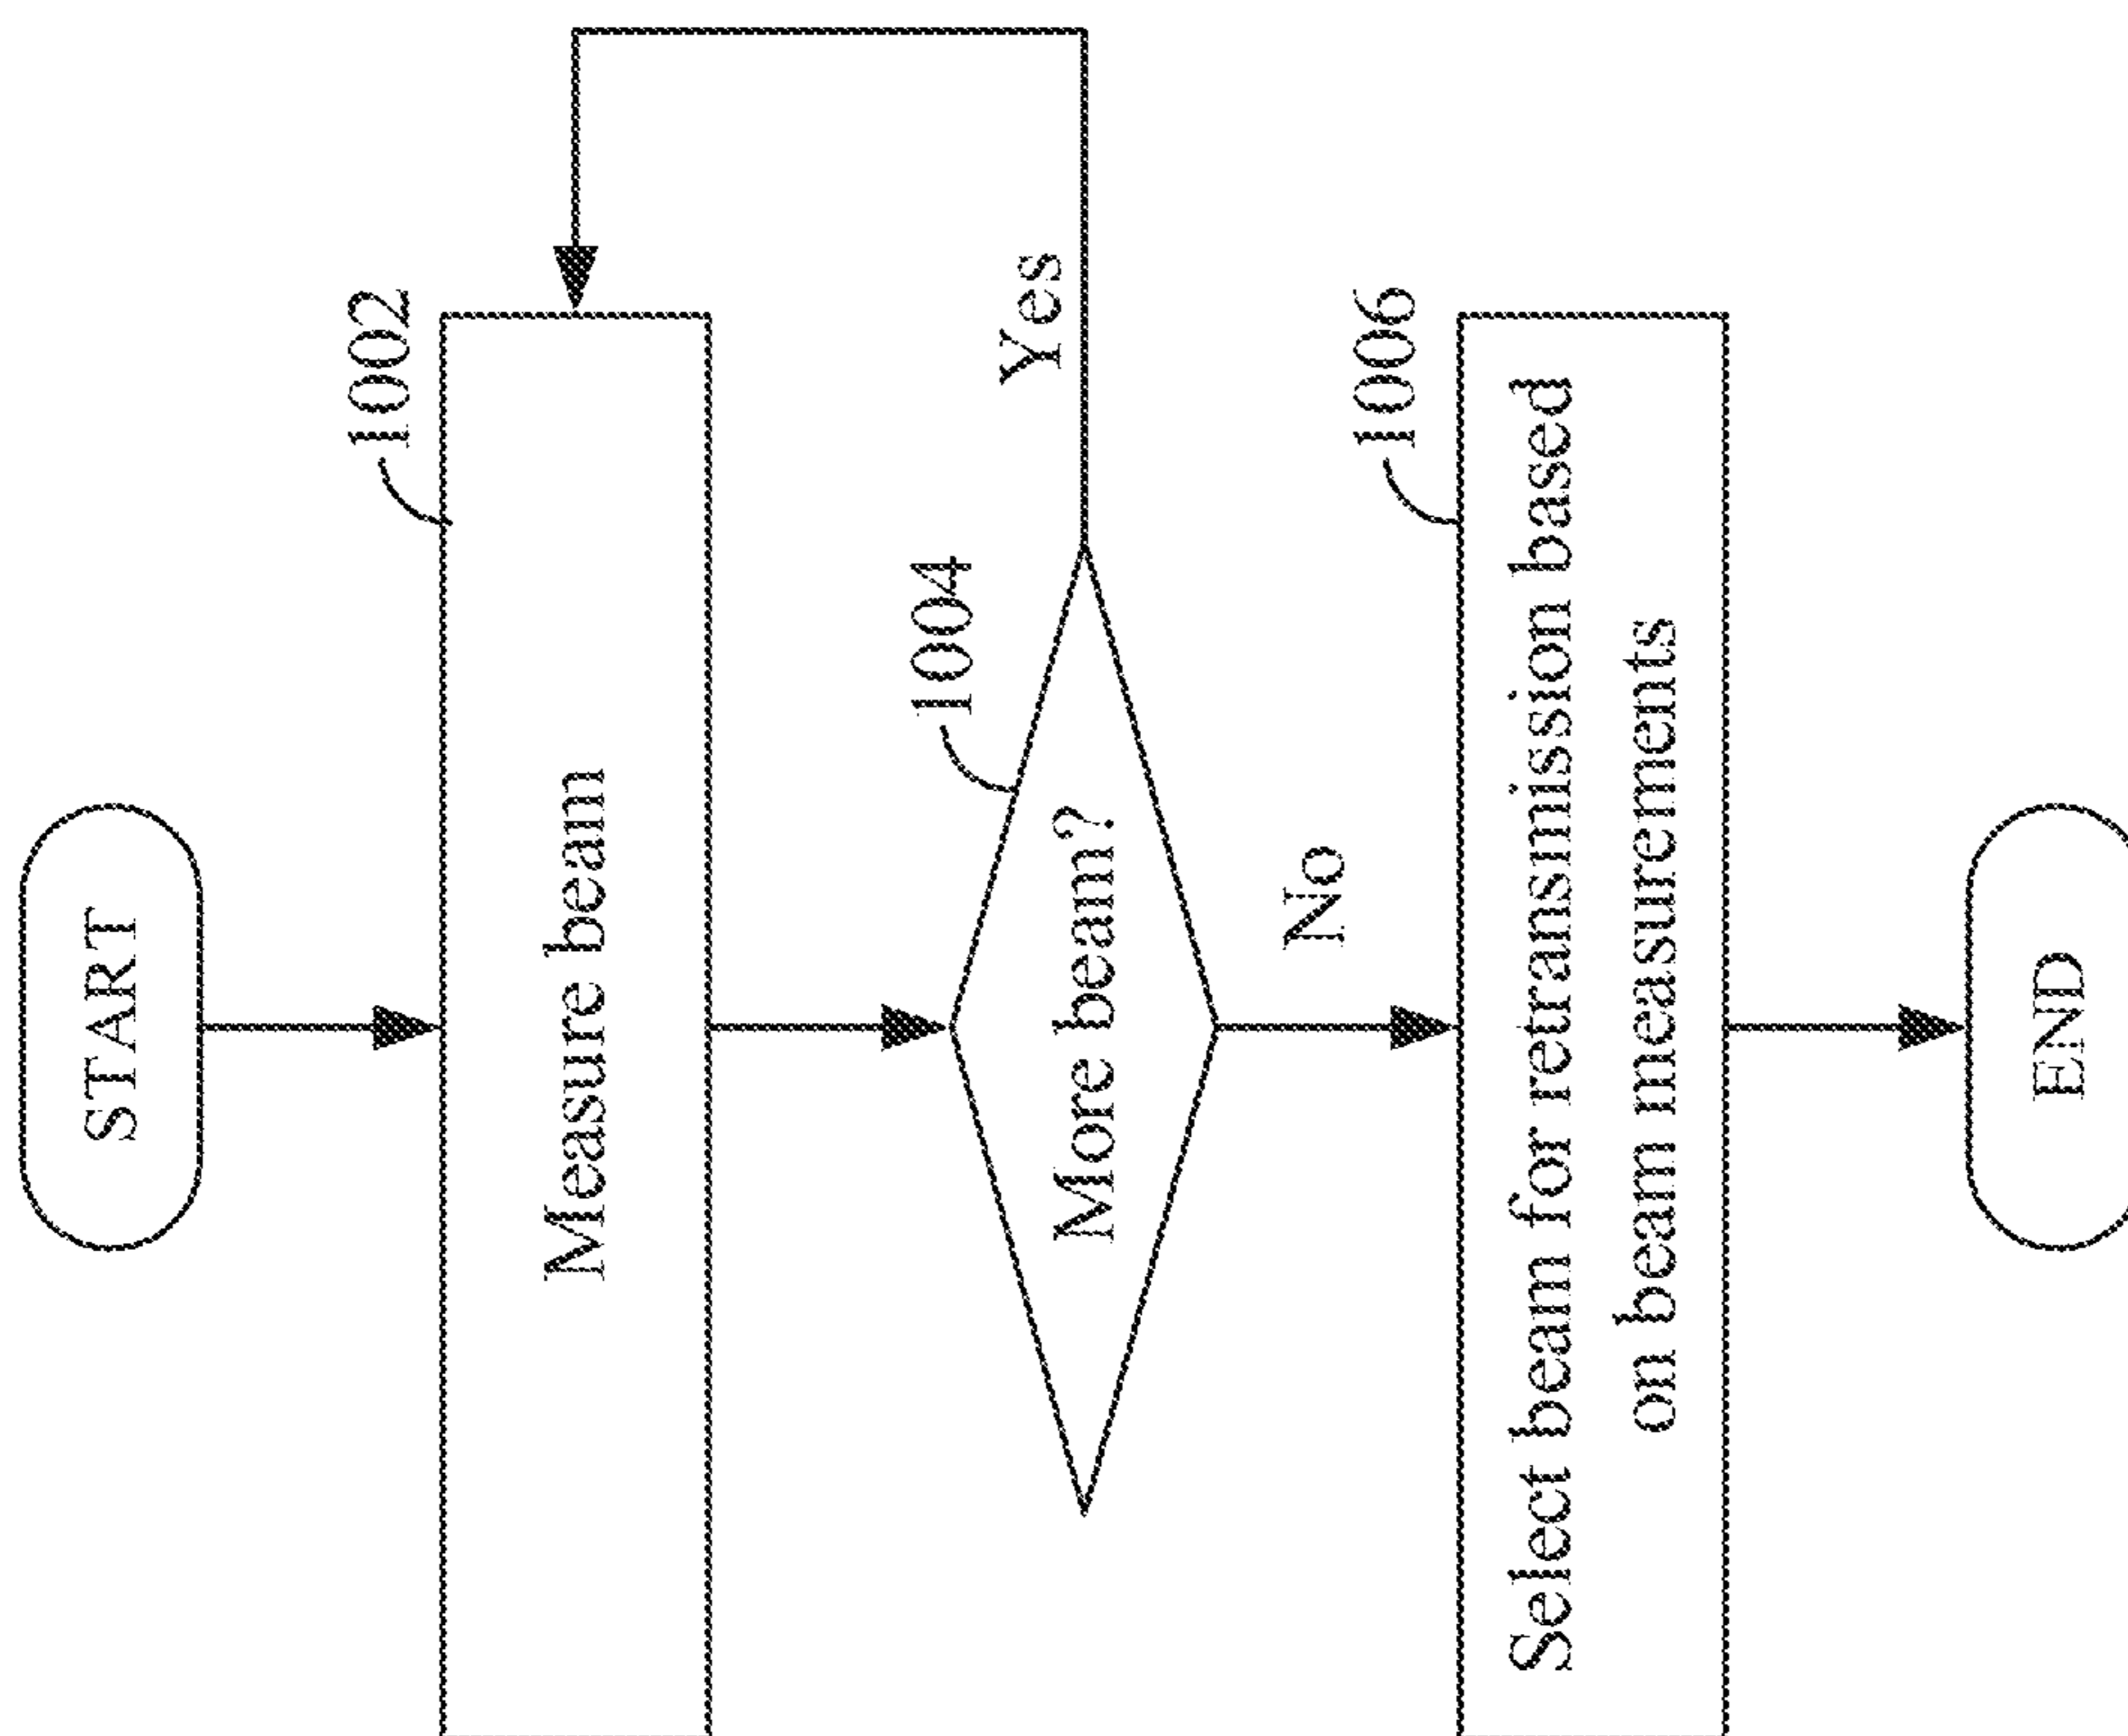 START
1002
Measure beam
1004
More beam?
Yes
No
1006
Select beam for retransmission based
on beam measurements
END